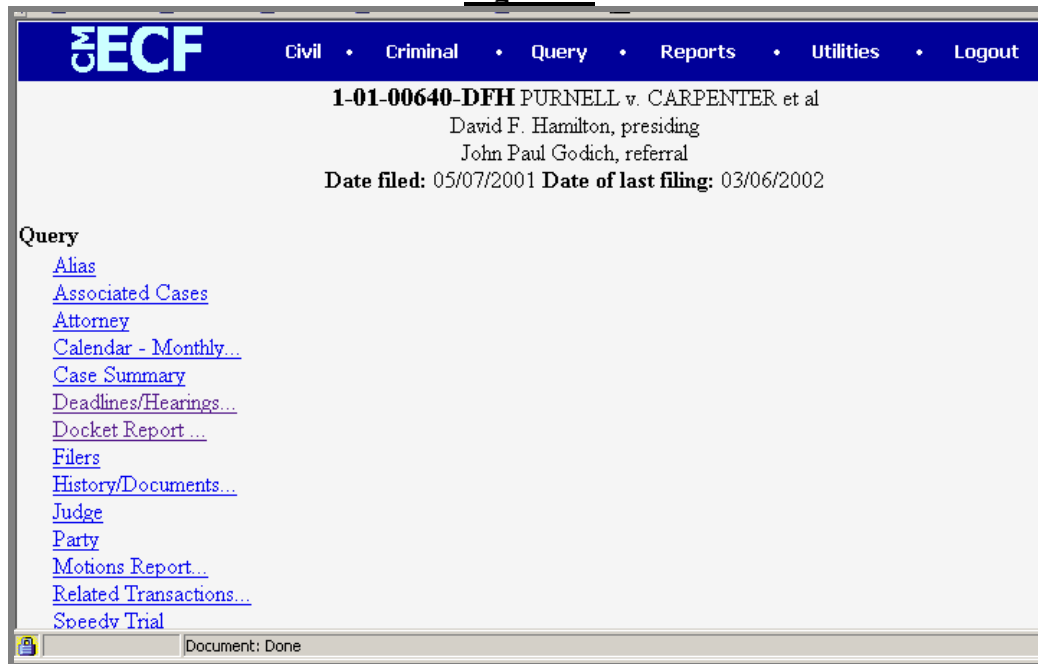 CM ECF Civil • Criminal • Query • Reports • Utilities • Logout
1-01-00640-DFH PURNELL v. CARPENTER et al
David F. Hamilton, presiding
John Paul Godich, referral
Date filed: 05/07/2001 Date of last filing: 03/06/2002
Query
Alias
Associated Cases
Attorney
Calendar - Monthly...
Case Summary
Deadlines/Hearings...
Docket Report ...
Filers
History/Documents...
Judge
Party
Motions Report...
Related Transactions...
Speedy Trial
Document: Done